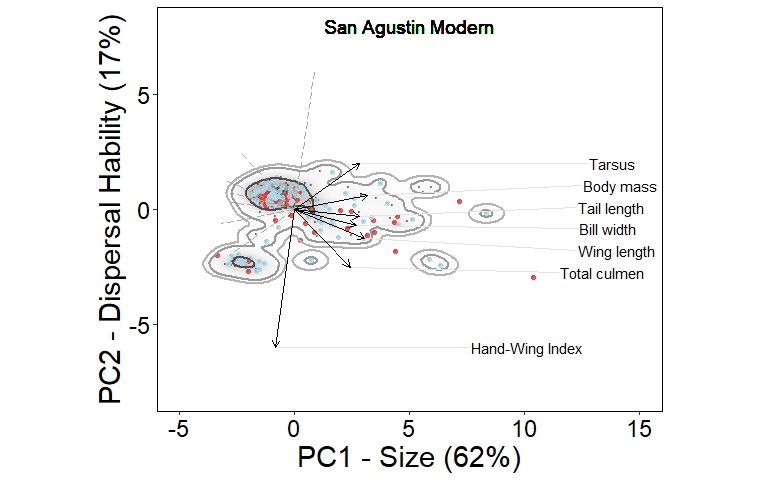 San Agustin Modern
PC2 - Dispersal Hability (17%)
5
0
-5
Tarsus
Body mass
Tail length
Bill width
Wing length
Total culmen
Hand-Wing Index
-5
0
5
10
15
PC1 - Size (62%)